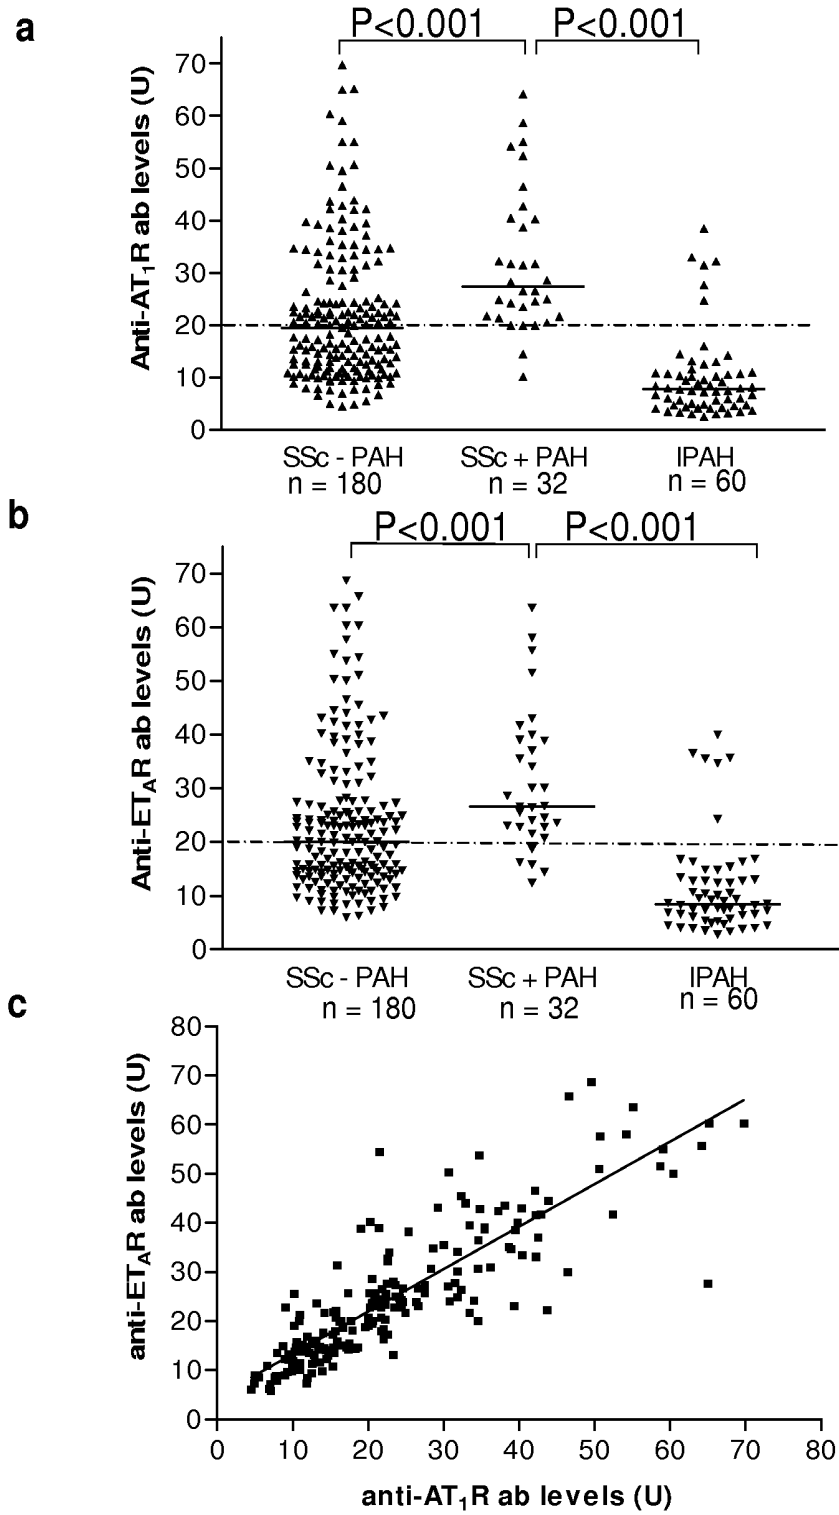 a
P<0.001 P<0.001
Anti-AT₁R ab levels (U)
70
60
50
40
30
20
10
0
SSc - PAH SSc + PAH IPAH
n = 180 n = 32 n = 60
b
P<0.001 P<0.001
Anti-ET_AR ab levels (U)
70
60
50
40
30
20
10
0
SSc - PAH SSc + PAH IPAH
n = 180 n = 32 n = 60
c
anti-ET_AR ab levels (U)
80
70
60
50
40
30
20
10
0
0 10 20 30 40 50 60 70 80
anti-AT₁R ab levels (U)